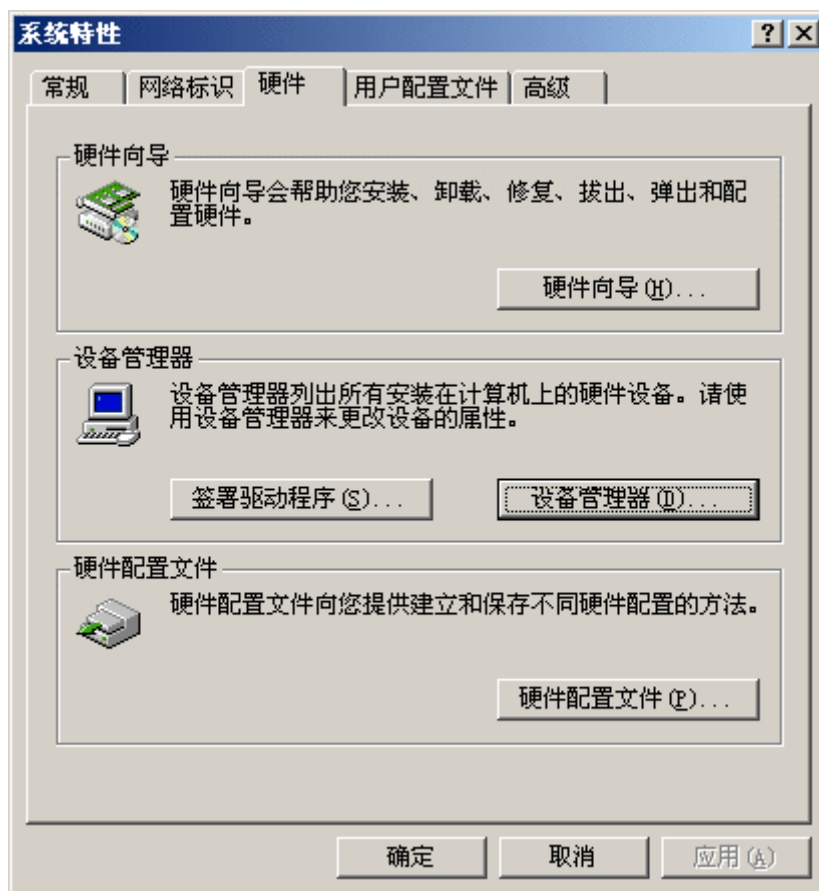 系统特性
常规 网络标识 硬件 用户配置文件 高级
硬件向导
硬件向导会帮助您安装、卸载、修复、拔出、弹出和配
置硬件。
硬件向导(H)...
设备管理器
设备管理器列出所有安装在计算机上的硬件设备。请使
用设备管理器来更改设备的属性。
签署驱动程序(S)... 设备管理器(D)...
硬件配置文件
硬件配置文件向您提供建立和保存不同硬件配置的方法。
硬件配置文件(P)...
确定 取消 应用(A)